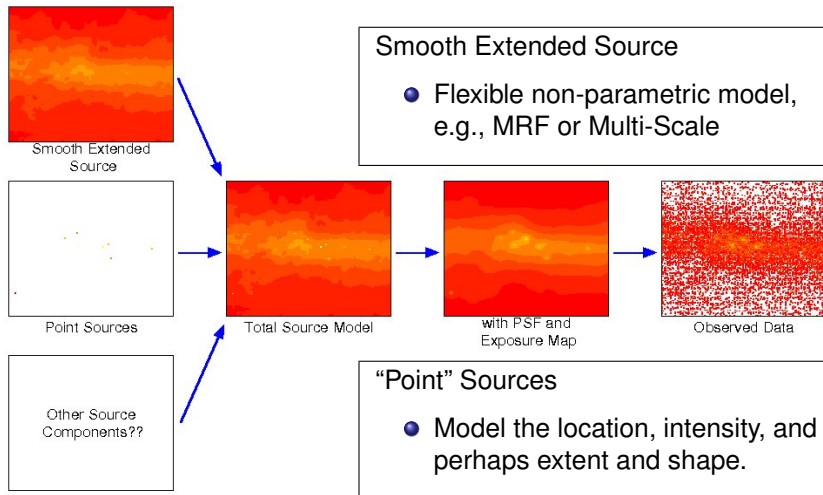 Smooth Extended Source
Flexible non-parametric model,
e.g., MRF or Multi-Scale
Smooth Extended
Source
Point Sources
Total Source Model
with PSF and
Exposure Map
Observed Data
Other Source
Components??
“Point” Sources
Model the location, intensity, and
perhaps extent and shape.